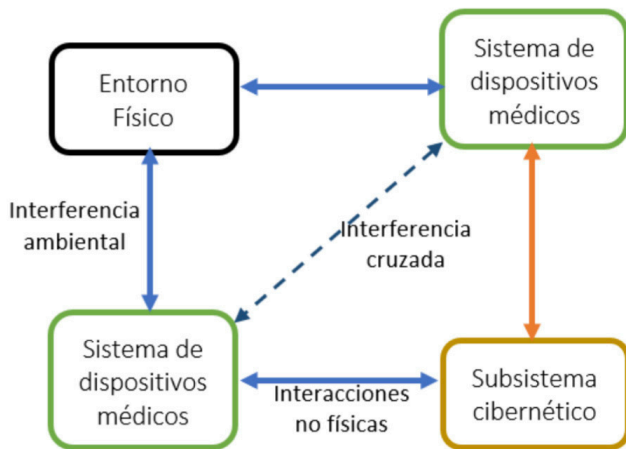 Entorno
Físico
Sistema de
dispositivos
médicos
Interferencia
ambiental
Interferencia
cruzada
Sistema de
dispositivos
médicos
Interacciones
no físicas
Subsistema
cibernético